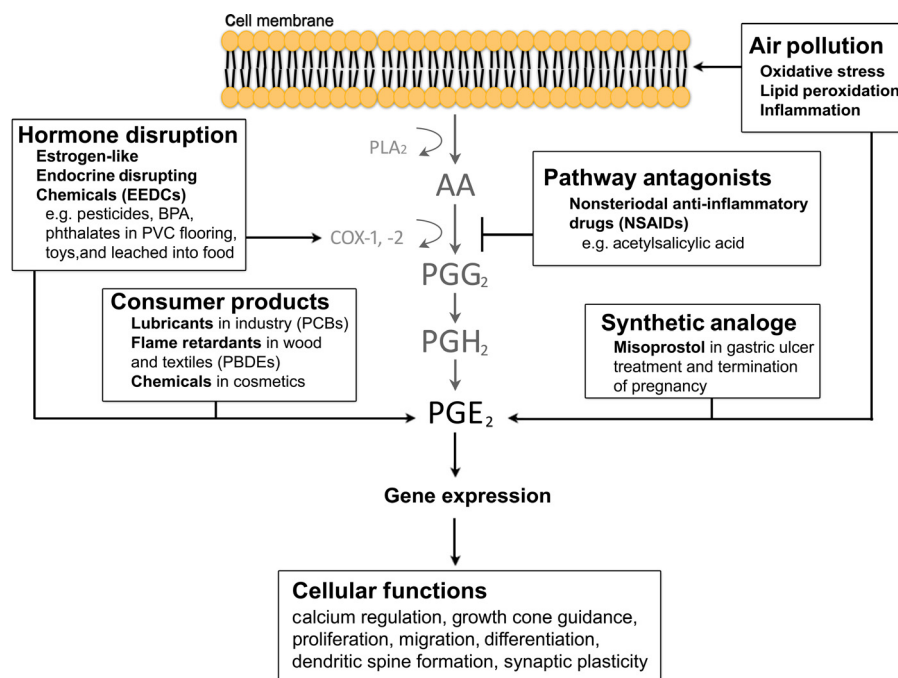 Cell membrane
Air pollution
Oxidative stress
Lipid peroxidation
Inflammation
Hormone disruption
Estrogen-like
Endocrine disrupting
Chemicals (EEDCs)
e.g. pesticides, BPA,
phthalates in PVC flooring,
toys,and leached into food
PLA₂
AA
Pathway antagonists
Nonsteriodal anti-inflammatory
drugs (NSAIDs)
e.g. acetylsalicylic acid
COX-1, -2
PGG₂
Consumer products
Lubricants in industry (PCBs)
Flame retardants in wood
and textiles (PBDEs)
Chemicals in cosmetics
PGH₂
Synthetic analoge
Misoprostol in gastric ulcer
treatment and termination
of pregnancy
PGE₂
Gene expression
Cellular functions
calcium regulation, growth cone guidance,
proliferation, migration, differentiation,
dendritic spine formation, synaptic plasticity